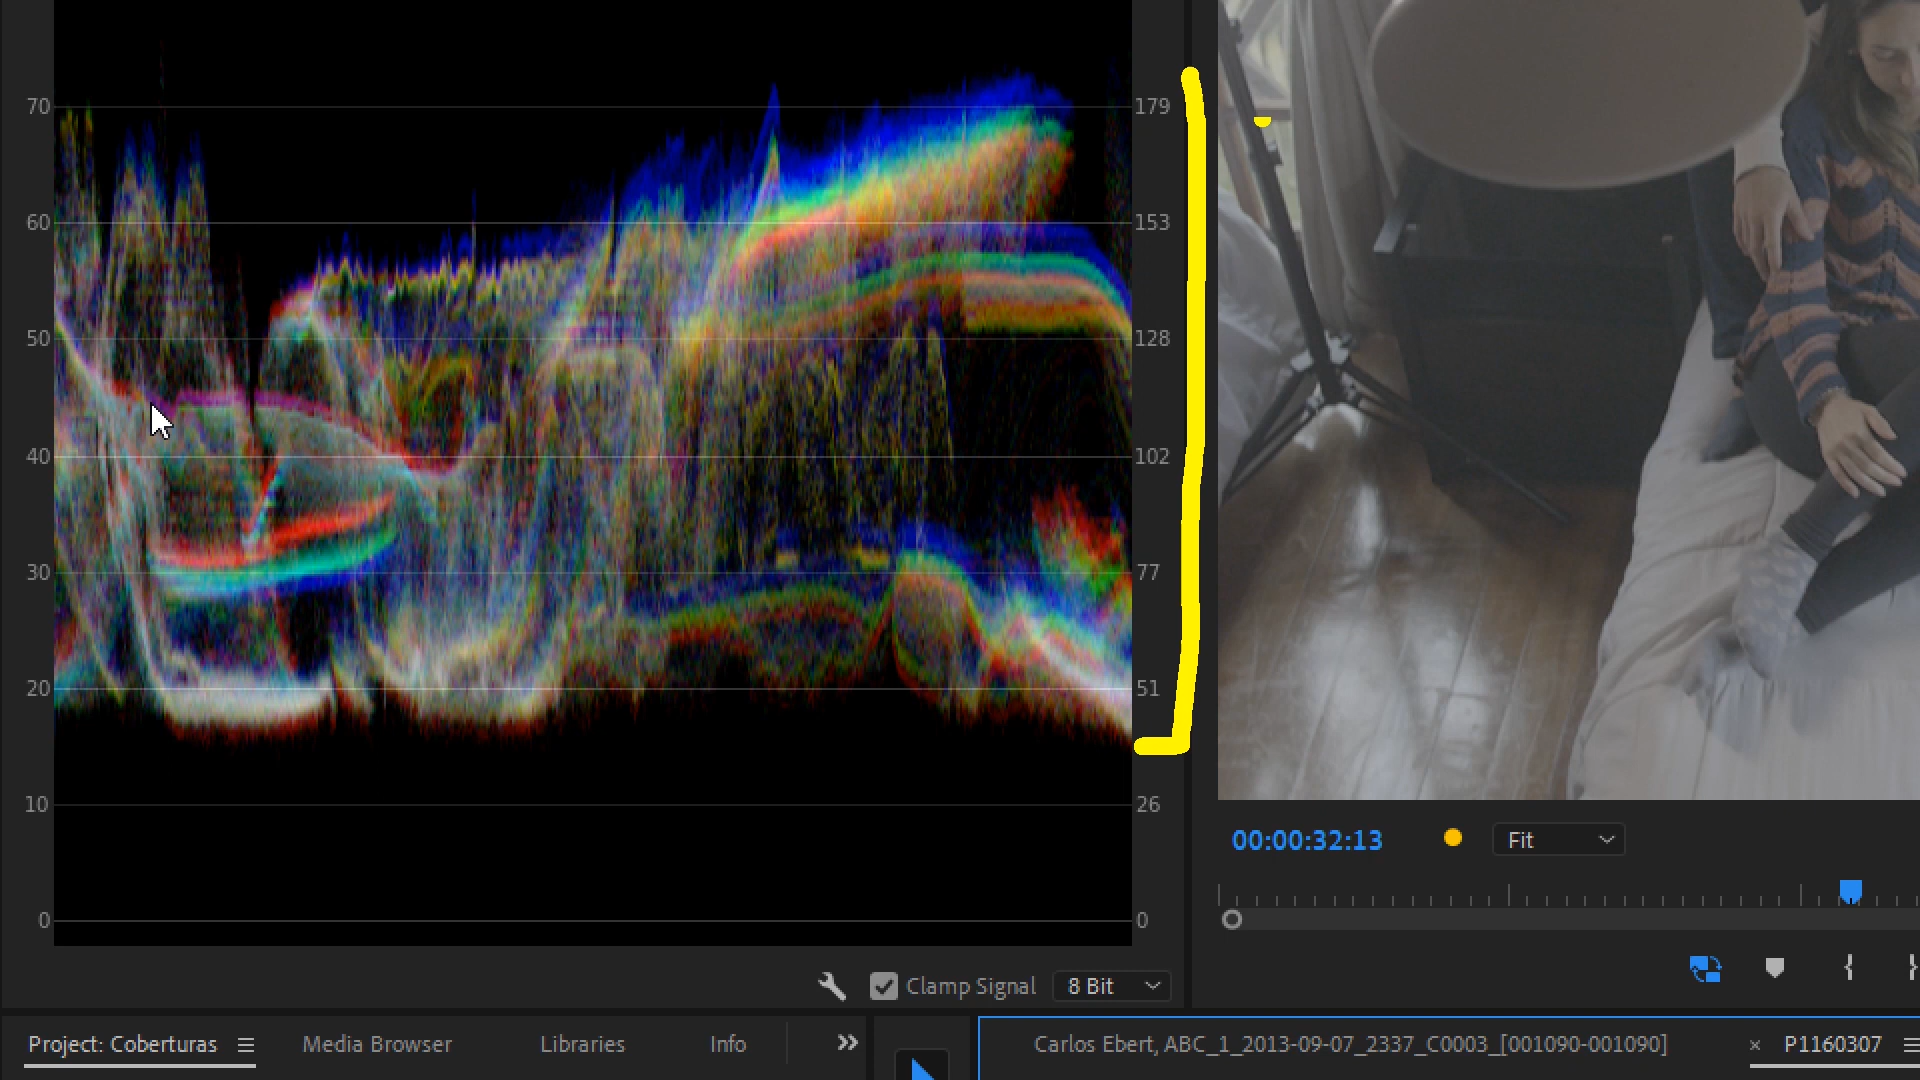 70
179
60
153
50
128
40
102
30
77
20
51
10
26
0
0
00:00:32:13
Fit
Clamp Signal
8 Bit
Project: Coberturas
Media Browser
Libraries
Info
Carlos Ebert, ABC_1_2013-09-07_2337_C0003_[001090-001090]
P1160307